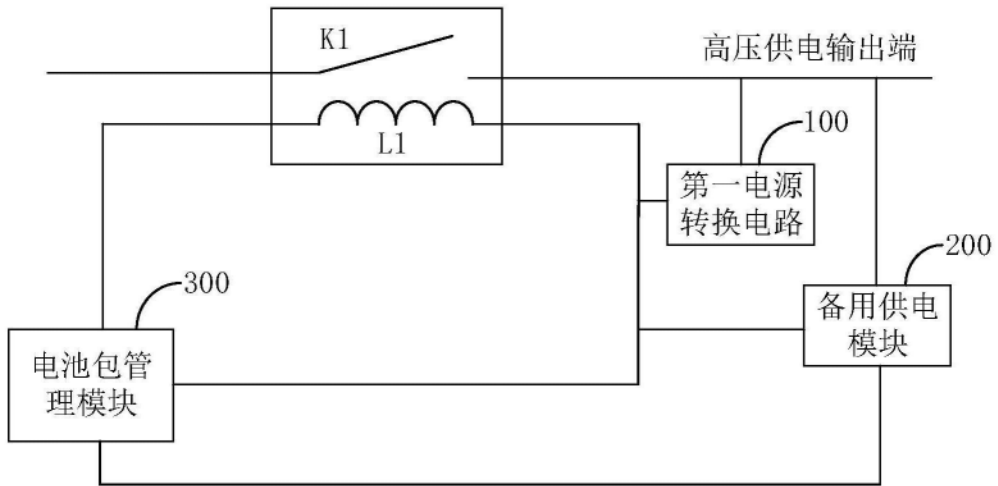 K1
高压供电输出端
L1
100
第一电源
转换电路
200
300
备用供电
模块
电池包管
理模块